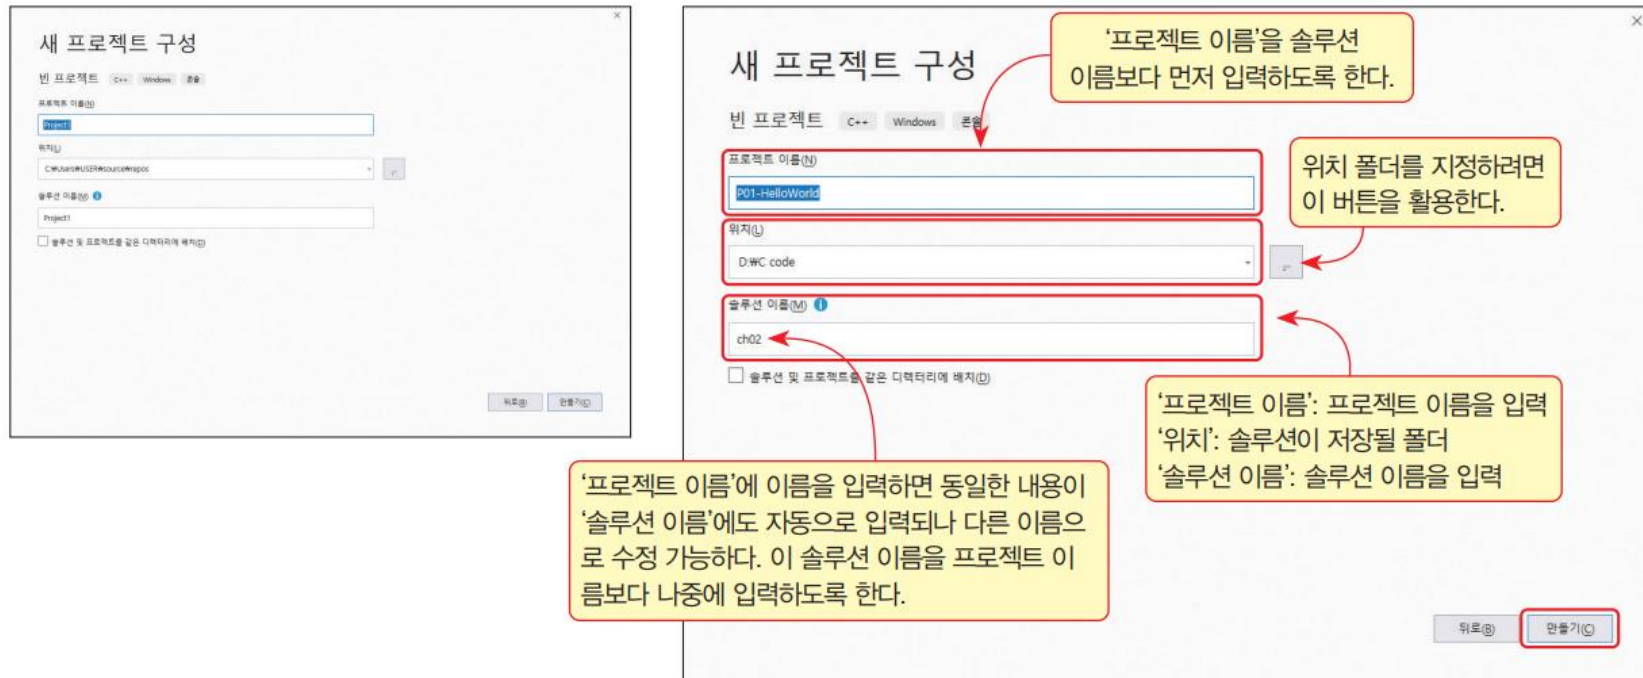 새 프로젝트 구성
빈 프로젝트 C++ Windows 콘솔
프로젝트 이름(N)
Project1
위치(L)
C:₩Users₩USER₩source₩repos
...
솔루션 이름(M)
Project1
솔루션 및 프로젝트를 같은 디렉터리에 배치(D)
뒤로(B) 만들기(C)
새 프로젝트 구성
빈 프로젝트 C++ Windows 콘솔
프로젝트 이름(N)
P01-HelloWorld
위치(L)
D:₩C code
...
솔루션 이름(M)
ch02
솔루션 및 프로젝트를 같은 디렉터리에 배치(D)
뒤로(B) 만들기(C)
‘프로젝트 이름’을 솔루션
이름보다 먼저 입력하도록 한다.
위치 폴더를 지정하려면
이 버튼을 활용한다.
‘프로젝트 이름’: 프로젝트 이름을 입력
‘위치’: 솔루션이 저장될 폴더
‘솔루션 이름’: 솔루션 이름을 입력
‘프로젝트 이름’에 이름을 입력하면 동일한 내용이
‘솔루션 이름’에도 자동으로 입력되나 다른 이름으
로 수정 가능하다. 이 솔루션 이름을 프로젝트 이
름보다 나중에 입력하도록 한다.